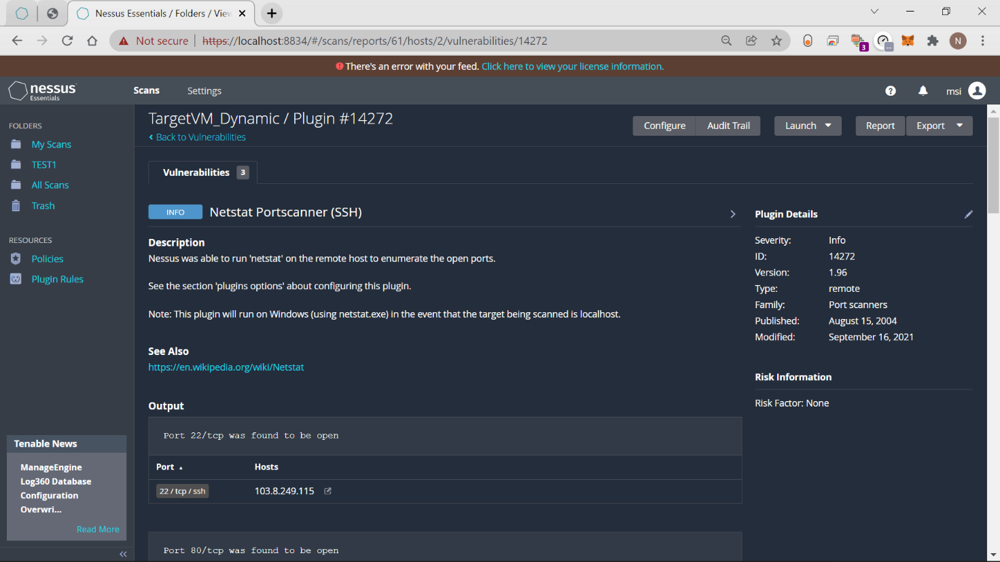 Nessus Essentials / Folders / View
Not secure
https://localhost:8834/#/scans/reports/61/hosts/2/vulnerabilities/14272
3
N
There's an error with your feed. Click here to view your license information.
nessus
Essentials
Scans
Settings
msi
FOLDERS
My Scans
TEST1
All Scans
Trash
RESOURCES
Policies
Plugin Rules
Tenable News
ManageEngine
Log360 Database
Configuration
Overwri...
Read More
TargetVM_Dynamic / Plugin #14272
Back to Vulnerabilities
Configure
Audit Trail
Launch
Report
Export
Vulnerabilities 3
INFO
Netstat Portscanner (SSH)
Description
Nessus was able to run 'netstat' on the remote host to enumerate the open ports.
See the section 'plugins options' about configuring this plugin.
Note: This plugin will run on Windows (using netstat.exe) in the event that the target being scanned is localhost.
See Also
https://en.wikipedia.org/wiki/Netstat
Output
Port 22/tcp was found to be open
Port Hosts
22 / tcp / ssh 103.8.249.115
Port 80/tcp was found to be open
Plugin Details
Severity: Info
ID: 14272
Version: 1.96
Type: remote
Family: Port scanners
Published: August 15, 2004
Modified: September 16, 2021
Risk Information
Risk Factor: None